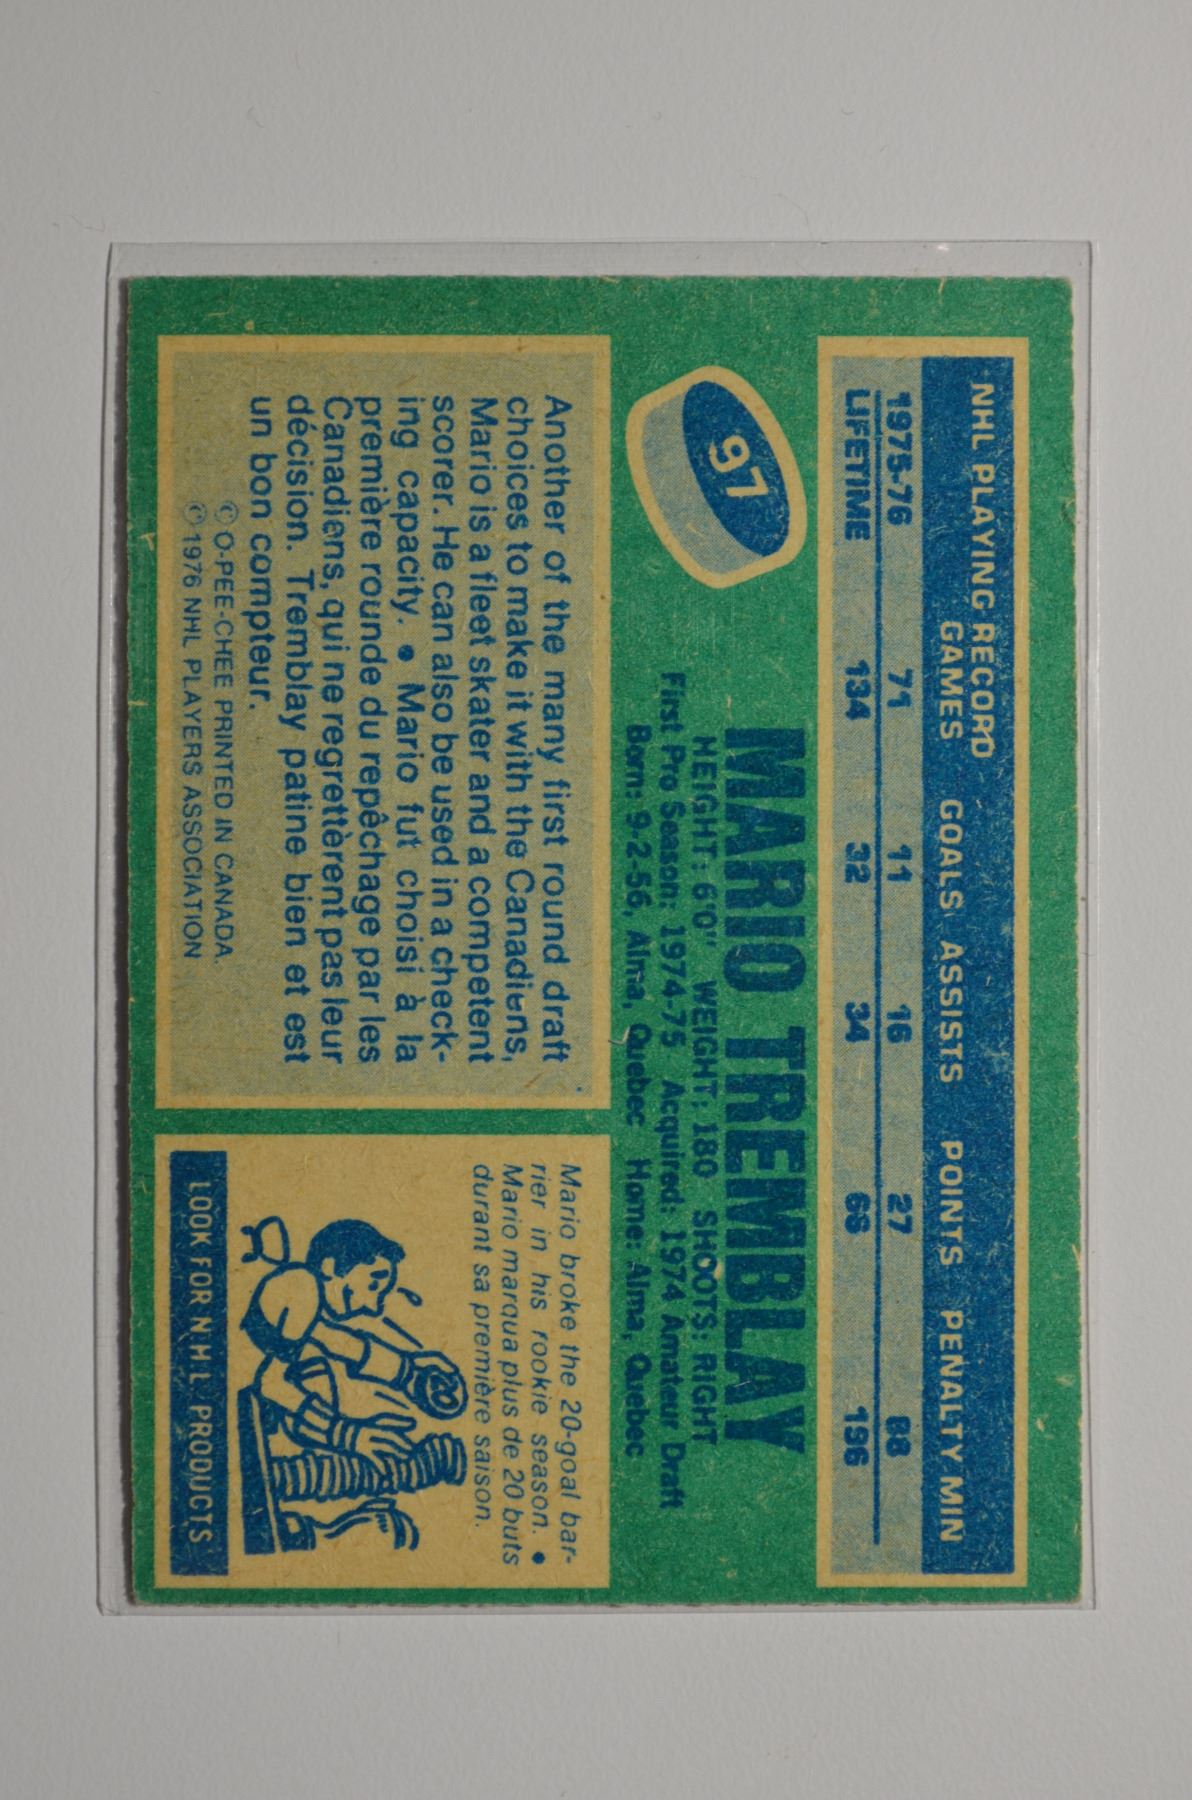 NHL PLAYING RECORD
GAMES GOALS ASSISTS POINTS PENALTY MIN
1975-76 71 11 16 27 88
LIFETIME 134 32 34 66 196
97
MARIO TREMBLAY
HEIGHT: 6'0" WEIGHT: 180 SHOOTS: RIGHT
First Pro Season: 1974-75 Acquired: 1974 Amateur Draft
Born: 9-2-56, Alma, Quebec Home: Alma, Quebec
Another of the many first round draft
choices to make it with the Canadiens,
Mario is a fleet skater and a competent
scorer. He can also be used in a check-
ing capacity. • Mario fut choisi à la
première rounde du repêchage par les
Canadiens, qui ne regrettèrent pas leur
décision. Tremblay patine bien et est
un bon compteur.
© O-PEE-CHEE PRINTED IN CANADA.
© 1976 NHL PLAYERS ASSOCIATION
Mario broke the 20-goal bar-
rier in his rookie season. •
Mario marqua plus de 20 buts
durant sa première saison.
20
LOOK FOR N.H.L. PRODUCTS